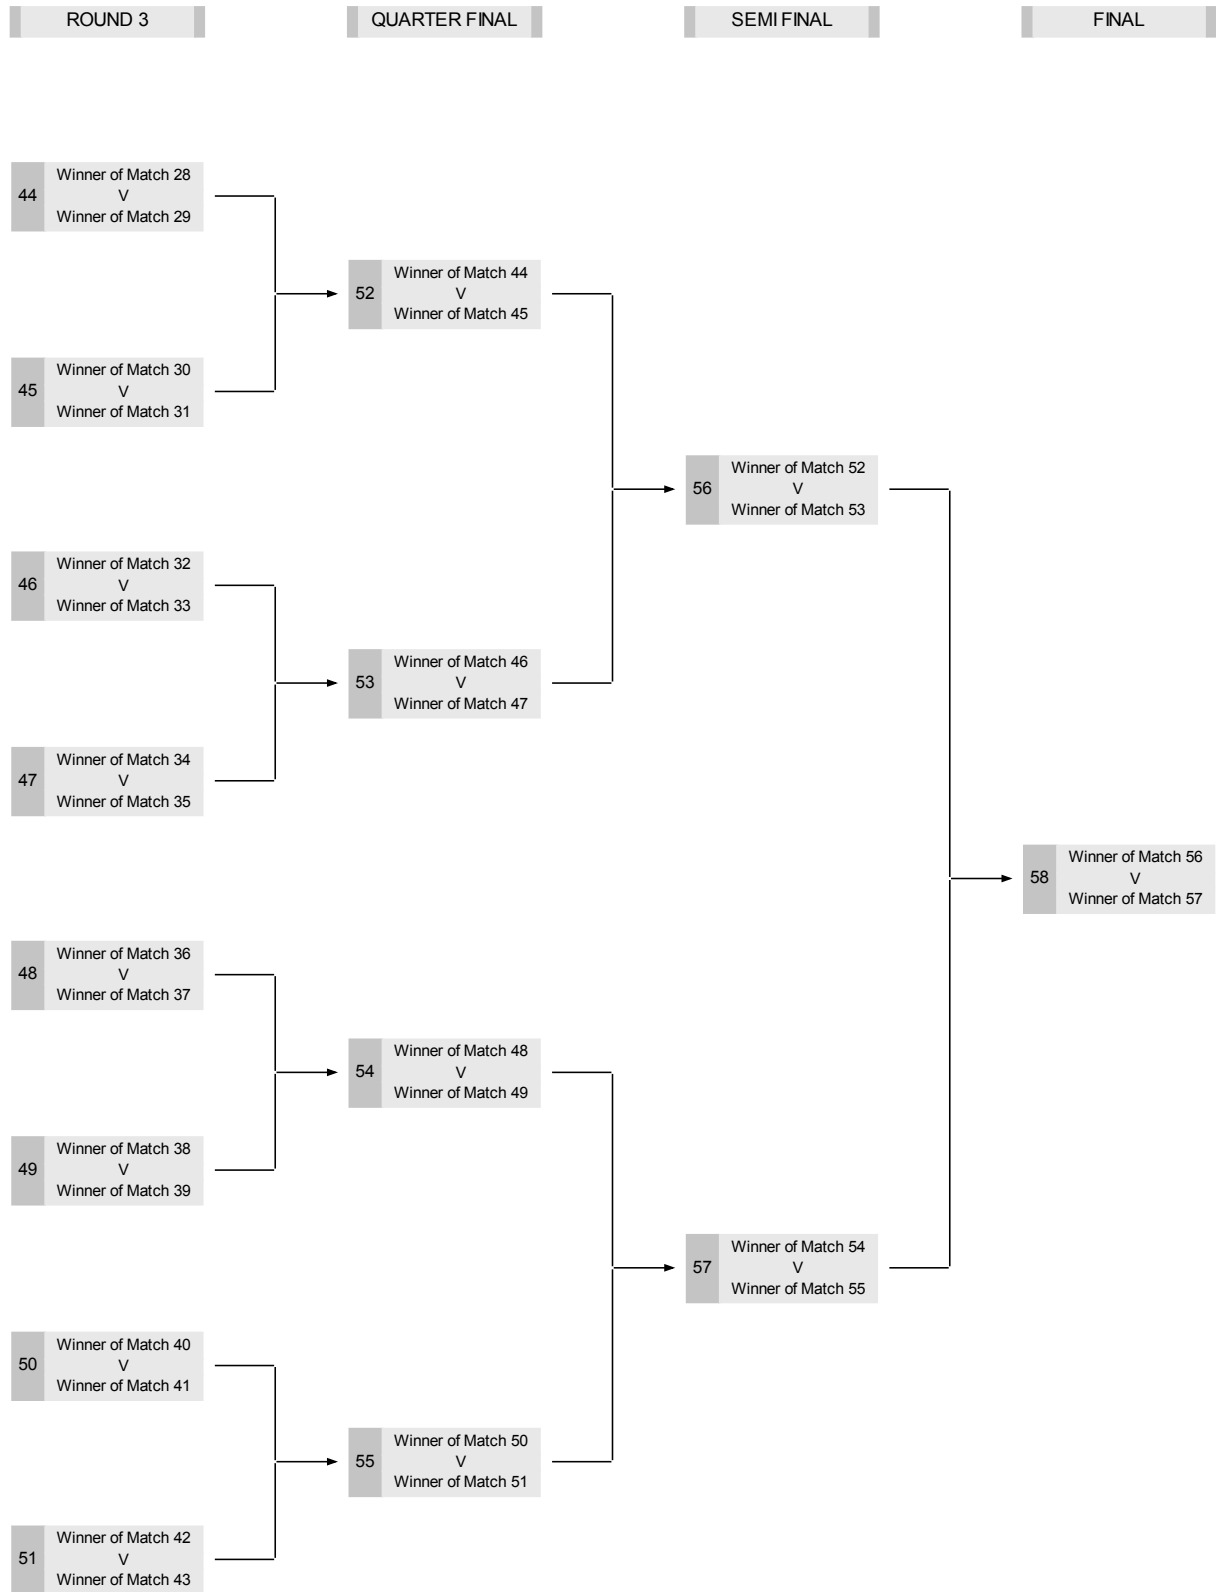 ROUND 3
QUARTER FINAL
SEMI FINAL
FINAL
44
Winner of Match 28
V
Winner of Match 29
45
Winner of Match 30
V
Winner of Match 31
46
Winner of Match 32
V
Winner of Match 33
47
Winner of Match 34
V
Winner of Match 35
48
Winner of Match 36
V
Winner of Match 37
49
Winner of Match 38
V
Winner of Match 39
50
Winner of Match 40
V
Winner of Match 41
51
Winner of Match 42
V
Winner of Match 43
52
Winner of Match 44
V
Winner of Match 45
53
Winner of Match 46
V
Winner of Match 47
54
Winner of Match 48
V
Winner of Match 49
55
Winner of Match 50
V
Winner of Match 51
56
Winner of Match 52
V
Winner of Match 53
57
Winner of Match 54
V
Winner of Match 55
58
Winner of Match 56
V
Winner of Match 57